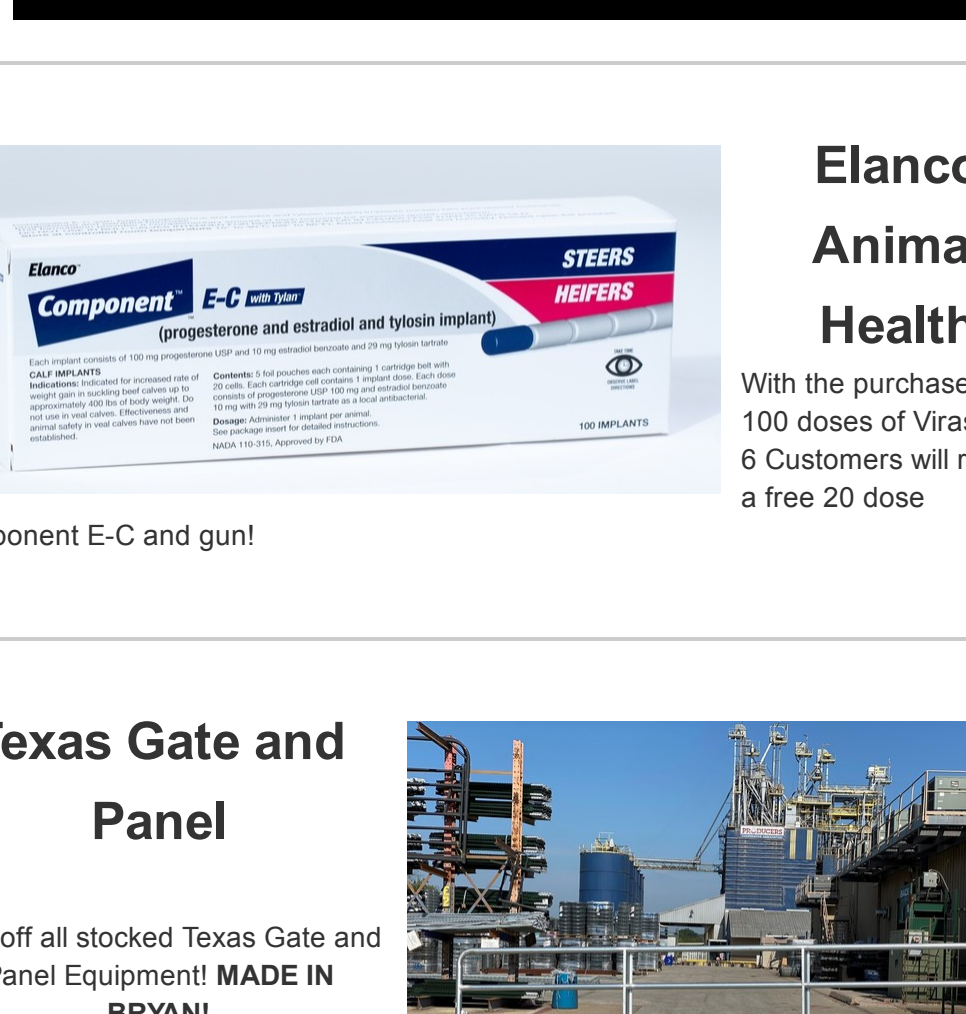 Elanco
Component™ E-C with Tylan™
(progesterone and estradiol and tylosin implant)
STEERS
HEIFERS
Each implant consists of 100 mg progesterone USP and 10 mg estradiol benzoate and 29 mg tylosin tartrate
CALF IMPLANTS
Indications: Indicated for increased rate of
weight gain in suckling beef calves up to
approximately 400 lbs of body weight. Do
not use in veal calves. Effectiveness and
animal safety in veal calves have not been
established.
Contents: 5 foil pouches each containing 1 cartridge belt with
20 cells. Each cartridge cell contains 1 implant dose. Each dose
consists of progesterone USP 100 mg and estradiol benzoate
10 mg with 29 mg tylosin tartrate as a local antibacterial.
Dosage: Administer 1 implant per animal.
See package insert for detailed instructions.
NADA 110-315, Approved by FDA
TAKE TIME
OBSERVE LABEL
DIRECTIONS
100 IMPLANTS
Elanco
Anima
Health
With the purchase
100 doses of Viras
6 Customers will r
a free 20 dose
ponent E-C and gun!
Texas Gate and
Panel
off all stocked Texas Gate and
Panel Equipment! MADE IN
BRYAN!
PRODUCERS